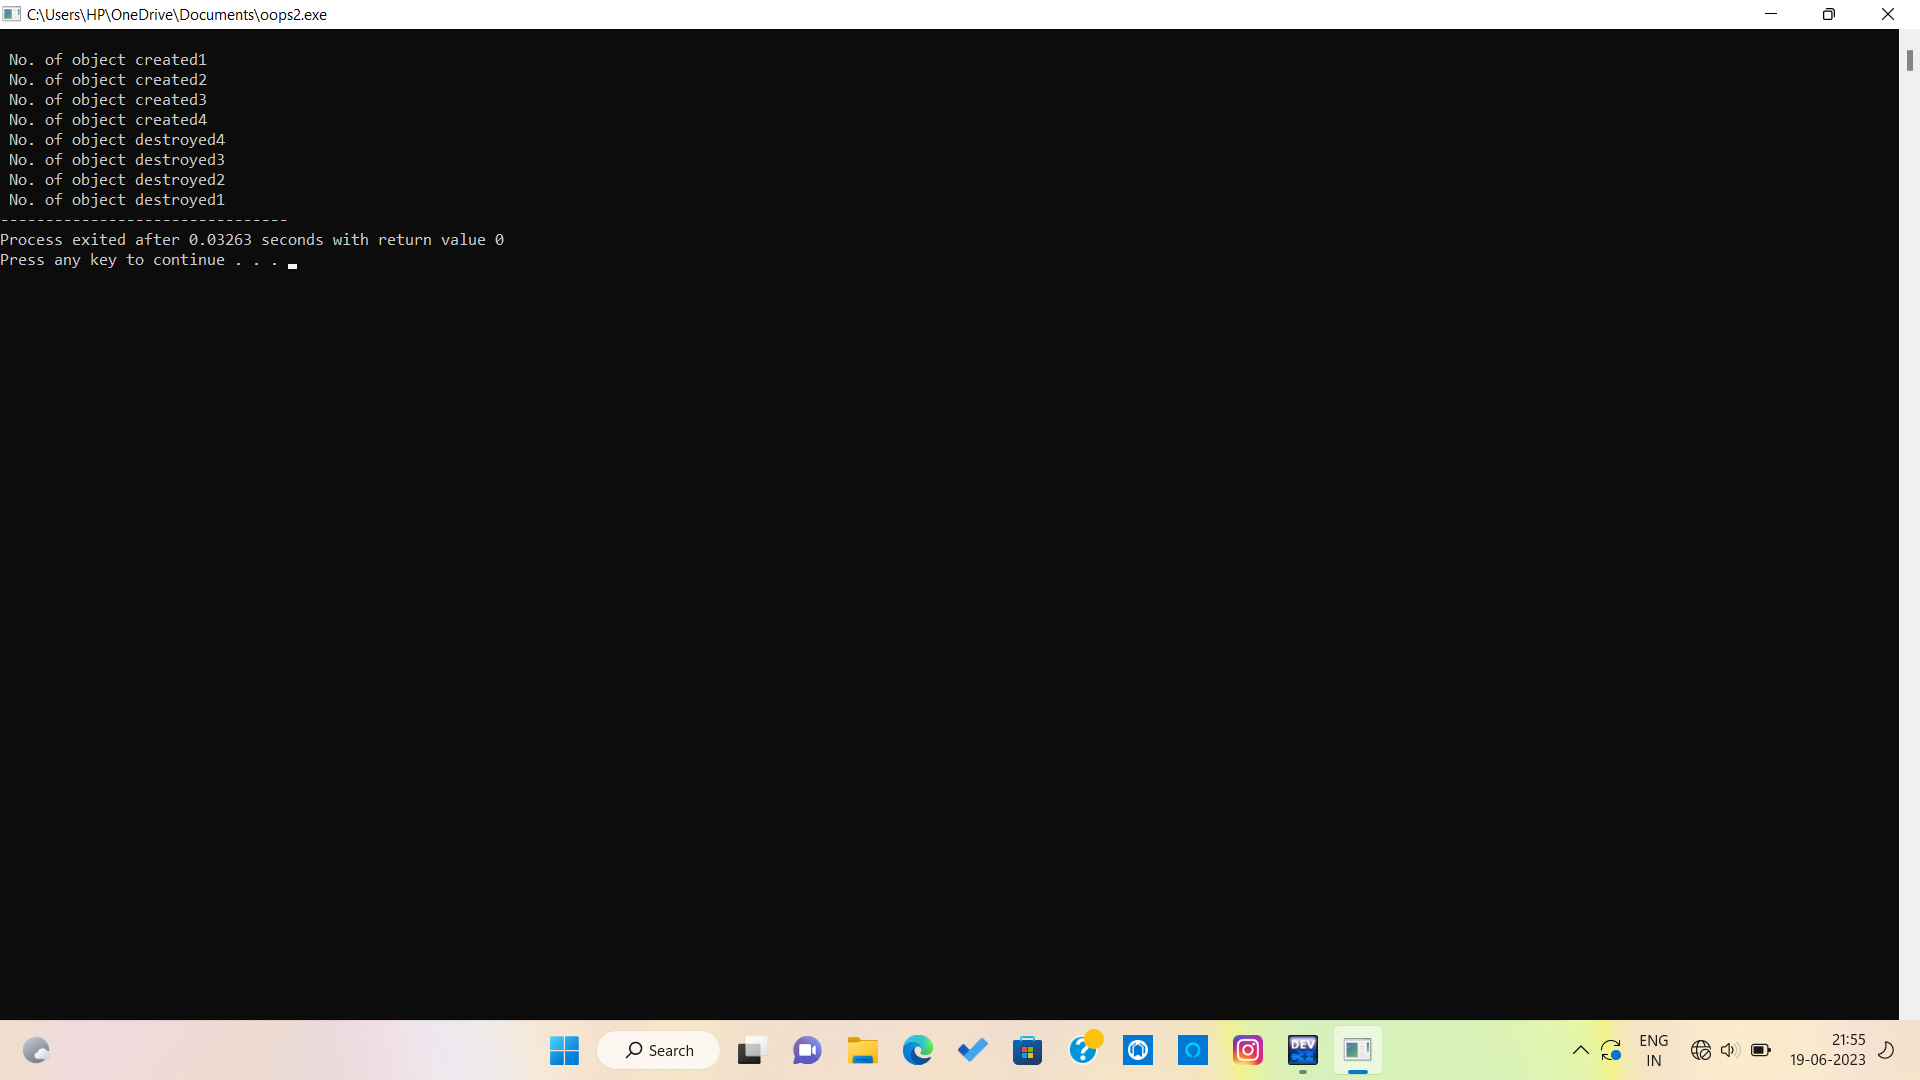 C:\Users\HP\OneDrive\Documents\oops2.exe
No. of object created1
No. of object created2
No. of object created3
No. of object created4
No. of object destroyed4
No. of object destroyed3
No. of object destroyed2
No. of object destroyed1
--------------------------------
Process exited after 0.03263 seconds with return value 0
Press any key to continue . . .
Search
DEV
C++
ENG
IN
21:55
19-06-2023